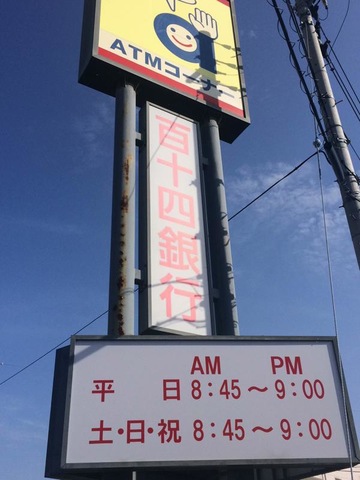 ATMコーナー
百十四銀行
AM PM
平 日 8:45～9:00
土・日・祝 8:45～9:00